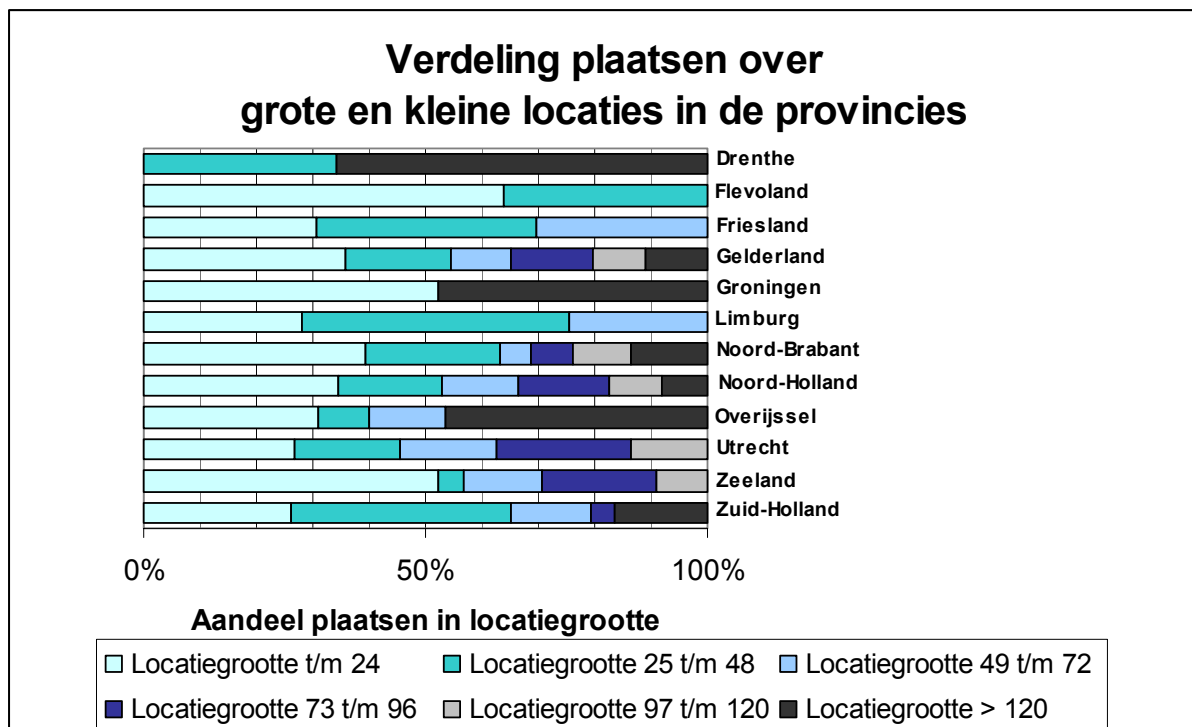 Verdeling plaatsen over
grote en kleine locaties in de provincies
Drenthe
Flevoland
Friesland
Gelderland
Groningen
Limburg
Noord-Brabant
Noord-Holland
Overijssel
Utrecht
Zeeland
Zuid-Holland
0% 50% 100%
Aandeel plaatsen in locatiegrootte
Locatiegrootte t/m 24 Locatiegrootte 25 t/m 48 Locatiegrootte 49 t/m 72
Locatiegrootte 73 t/m 96 Locatiegrootte 97 t/m 120 Locatiegrootte > 120